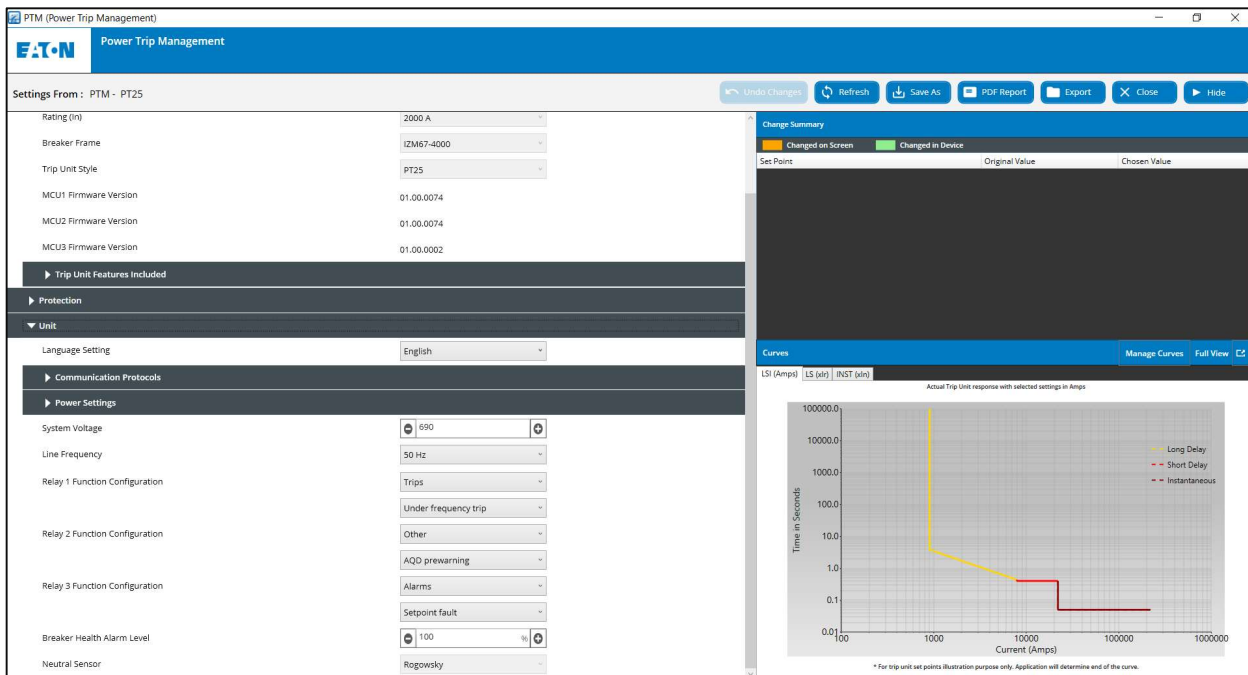 PTM (Power Trip Management)
EATON
Power Trip Management
Settings From : PTM - PT25
Undo Changes Refresh Save As PDF Report Export Close Hide
Rating (In) 2000 A
Breaker Frame IZM67-4000
Trip Unit Style PT25
MCU1 Firmware Version 01.00.0074
MCU2 Firmware Version 01.00.0074
MCU3 Firmware Version 01.00.0002
Trip Unit Features Included
Protection
Unit
Language Setting English
Communication Protocols
Power Settings
System Voltage 690
Line Frequency 50 Hz
Relay 1 Function Configuration Trips
Under frequency trip
Relay 2 Function Configuration Other
AQD prewarning
Relay 3 Function Configuration Alarms
Setpoint fault
Breaker Health Alarm Level 100 %
Neutral Sensor Rogowsky
Change Summary
Changed on Screen Changed in Device
Set Point Original Value Chosen Value
Curves Manage Curves Full View
LSI (Amps) LS (xIr) INST (xIn)
Actual Trip Unit response with selected settings in Amps
100000.0
10000.0
1000.0
100.0
10.0
1.0
0.1
0.01
Time in Seconds
Long Delay
Short Delay
Instantaneous
100 1000 10000 100000 1000000
Current (Amps)
* For trip unit set points illustration purpose only. Application will determine end of the curve.